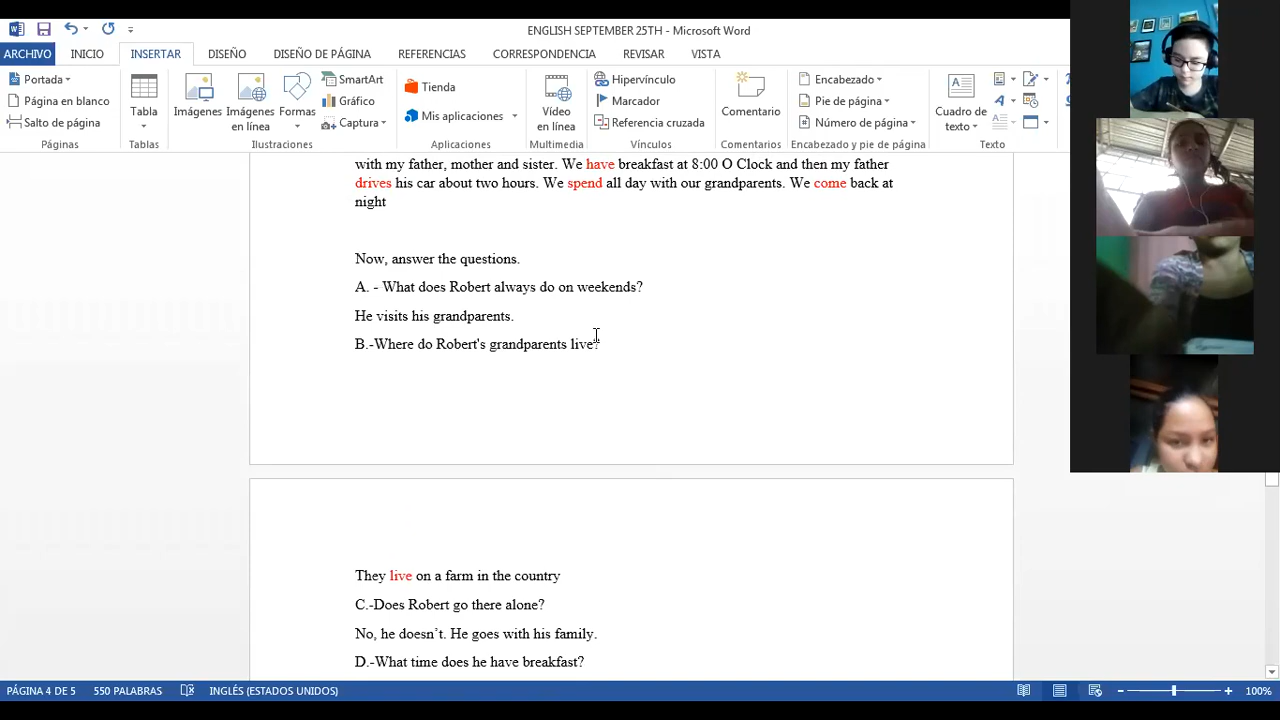 ENGLISH SEPTEMBER 25TH - Microsoft Word
ARCHIVO INICIO INSERTAR DISEÑO DISEÑO DE PÁGINA REFERENCIAS CORRESPONDENCIA REVISAR VISTA
Portada
Página en blanco
Salto de página
Páginas
Tabla
Tablas
Imágenes
Imágenes en línea
Formas
SmartArt
Gráfico
Captura
Ilustraciones
Tienda
Mis aplicaciones
Aplicaciones
Vídeo en línea
Multimedia
Hipervínculo
Marcador
Referencia cruzada
Vínculos
Comentario
Comentarios
Encabezado
Pie de página
Número de página
Encabezado y pie de página
Cuadro de texto
Texto
with my father, mother and sister. We have breakfast at 8:00 O Clock and then my father
drives his car about two hours. We spend all day with our grandparents. We come back at
night
Now, answer the questions.
A. - What does Robert always do on weekends?
He visits his grandparents.
B.-Where do Robert's grandparents live?
They live on a farm in the country
C.-Does Robert go there alone?
No, he doesn’t. He goes with his family.
D.-What time does he have breakfast?
PÁGINA 4 DE 5 550 PALABRAS INGLÉS (ESTADOS UNIDOS) 100%